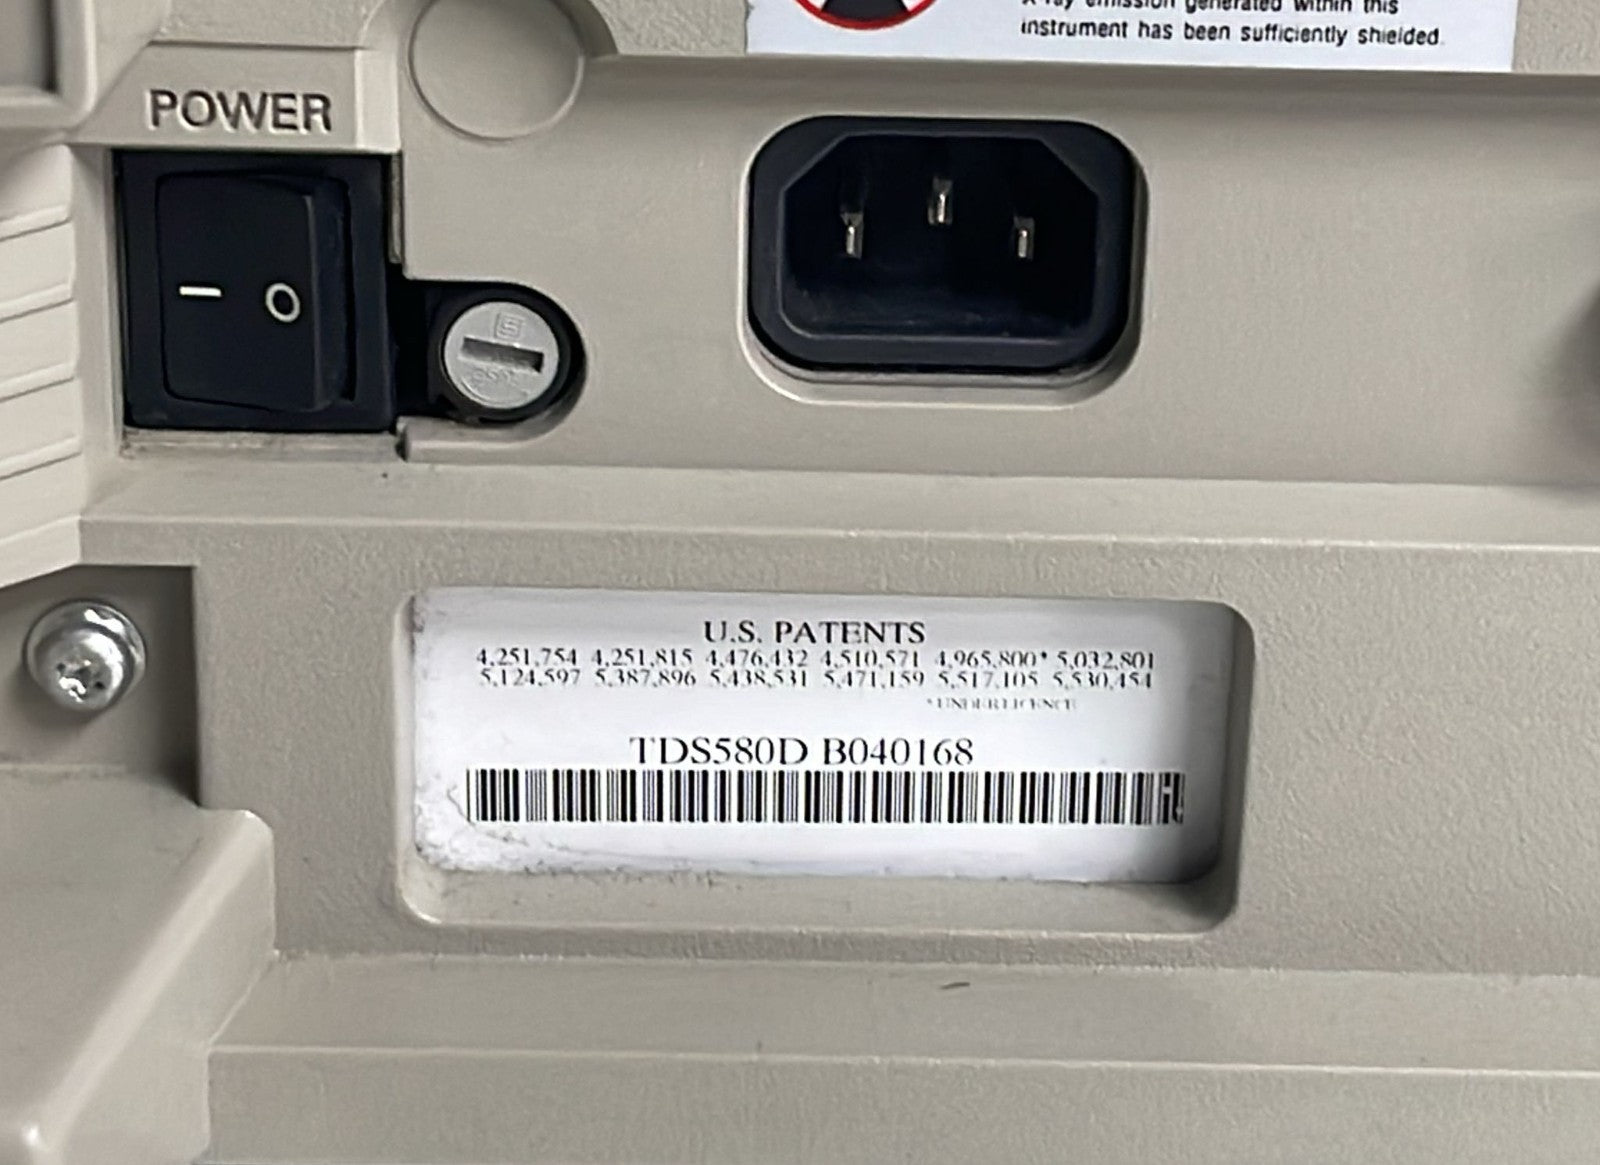 X-ray emission generated within this
instrument has been sufficiently shielded.
POWER
U.S. PATENTS
4,251,754 4,251,815 4,476,432 4,510,571 4,965,800* 5,032,801
5,124,597 5,387,896 5,438,531 5,471,159 5,517,105 5,530,454
*UNDER LICENCE
TDS580D B040168